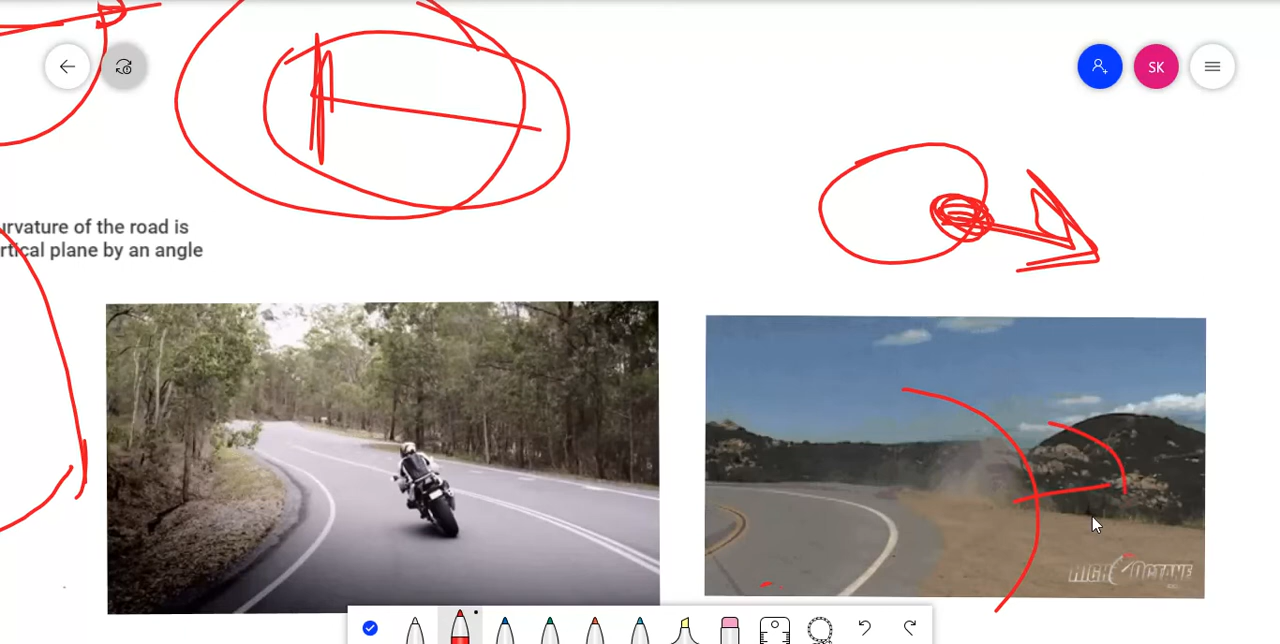 SK
urvature of the road is
rtical plane by an angle
HIGH OCTANE